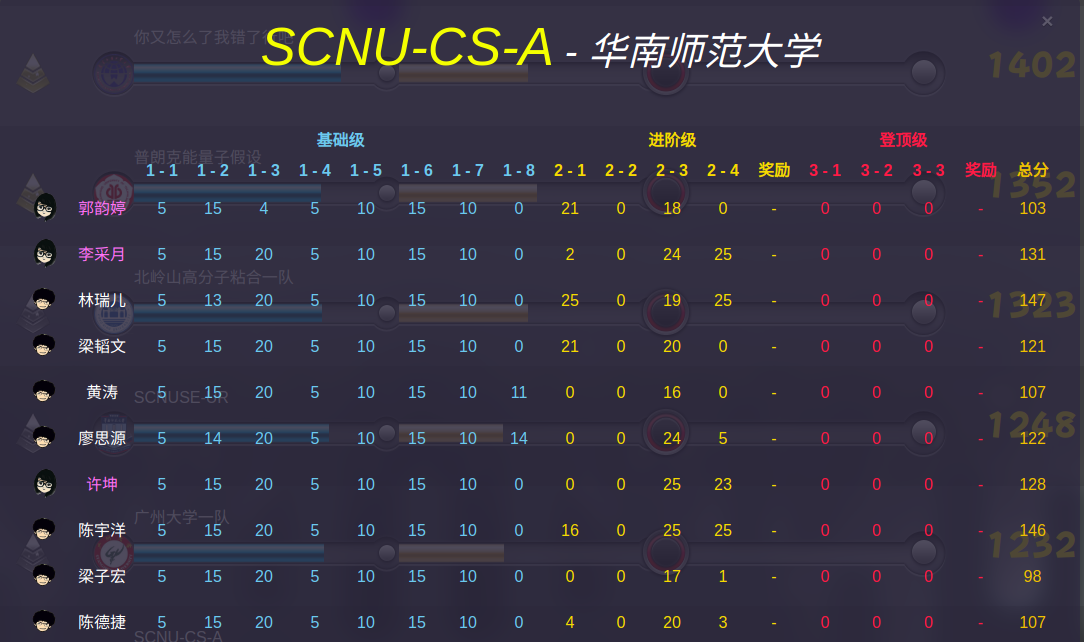 你又怎么了我错了行吧
SCNU-CS-A - 华南师范大学
×
1402
基础级 进阶级 登顶级
普朗克能量子假设
1 - 1 1 - 2 1 - 3 1 - 4 1 - 5 1 - 6 1 - 7 1 - 8 2 - 1 2 - 2 2 - 3 2 - 4 奖励 3 - 1 3 - 2 3 - 3 奖励 总分
1352
郭韵婷 5 15 4 5 10 15 10 0 21 0 18 0 - 0 0 0 - 103
李采月 5 15 20 5 10 15 10 0 2 0 24 25 - 0 0 0 - 131
北岭山高分子粘合一队
林瑞儿 5 13 20 5 10 15 10 0 25 0 19 25 - 0 0 0 - 147
1323
梁韬文 5 15 20 5 10 15 10 0 21 0 20 0 - 0 0 0 - 121
黄涛 5 15 20 5 10 15 10 11 0 0 16 0 - 0 0 0 - 107
SCNUSE-UR
1248
廖思源 5 14 20 5 10 15 10 14 0 0 24 5 - 0 0 0 - 122
许坤 5 15 20 5 10 15 10 0 0 0 25 23 - 0 0 0 - 128
广州大学一队
陈宇洋 5 15 20 5 10 15 10 0 16 0 25 25 - 0 0 0 - 146
1232
梁子宏 5 15 20 5 10 15 10 0 0 0 17 1 - 0 0 0 - 98
陈德捷 5 15 20 5 10 15 10 0 4 0 20 3 - 0 0 0 - 107
SCNU-CS-A